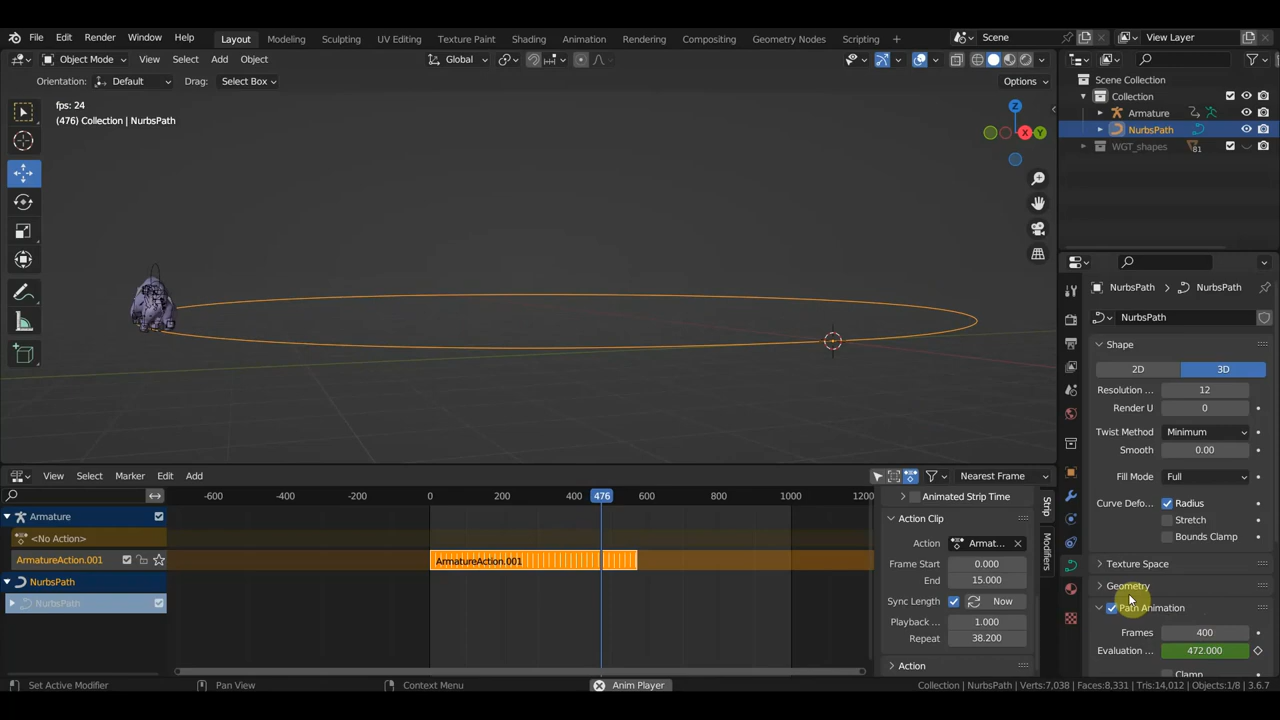 File Edit Render Window Help Layout Modeling Sculpting UV Editing Texture Paint Shading Animation Rendering Compositing Geometry Nodes Scripting + Scene View Layer
Object Mode View Select Add Object Global Options
Orientation: Default Drag: Select Box
fps: 24
(476) Collection | NurbsPath
Z
X
Y
Scene Collection
Collection
Armature
NurbsPath
WGT_shapes 81
NurbsPath > NurbsPath
NurbsPath
Shape
2D 3D
Resolution ... 12
Render U 0
Twist Method Minimum
Smooth 0.00
Fill Mode Full
Curve Defo... Radius
Stretch
Bounds Clamp
Texture Space
Geometry
Path Animation
Frames 400
Evaluation ... 472.000
Clamp
View Select Marker Edit Add Nearest Frame
-600 -400 -200 0 200 400 476 600 800 1000 1200
Armature
<No Action>
ArmatureAction.001 ArmatureAction.001
NurbsPath
NurbsPath
Animated Strip Time
Action Clip
Action Armat...
Frame Start 0.000
End 15.000
Sync Length Now
Playback ... 1.000
Repeat 38.200
Action
Strip
Modifiers
Set Active Modifier Pan View Context Menu Anim Player Collection | NurbsPath | Verts:7,038 | Faces:8,331 | Tris:14,012 | Objects:1/8 | 3.6.7